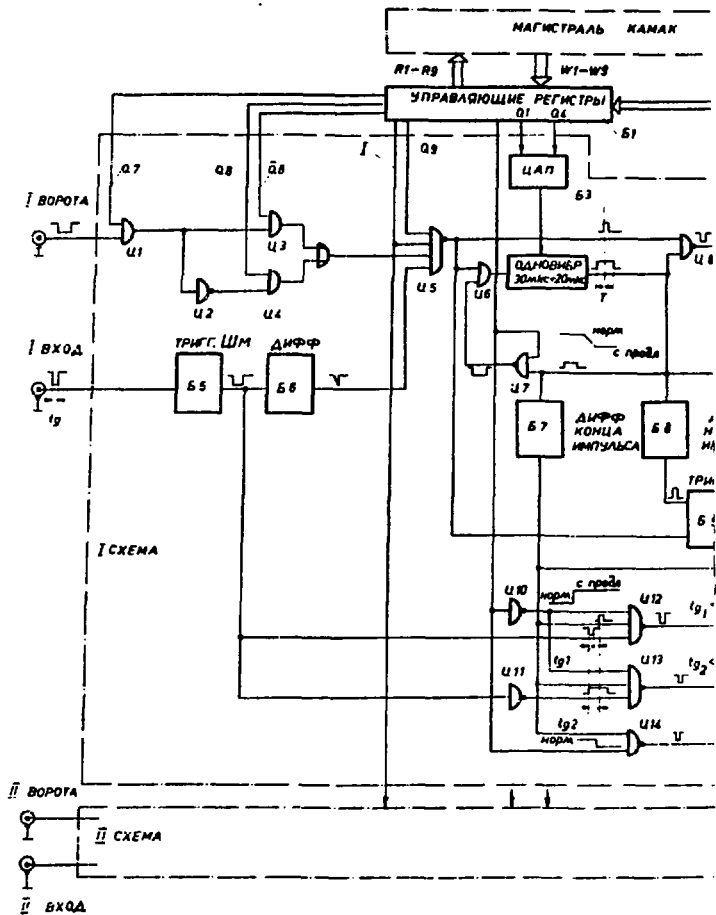 МАГИСТРАЛЬ КАМАК
R1-R9
W1-W9
УПРАВЛЯЮЩИЕ РЕГИСТРЫ
Q1 Q4
Б1
I
Q7
Q8
Q̄8
Q9
ЦАП
Б3
I ВОРОТА
И1
И3
И2
И4
И5
И6
ОДНОВИБР
30мкс÷20мкс
τ
И8
норм
с продл
И7
I ВХОД
tg
ТРИГГ. ШМ
Б5
ДИФФ
Б6
Б7
ДИФФ
КОНЦА
ИМПУЛЬСА
Б8
I СХЕМА
И10
с продл
норм
И12
tg1
tg1
И11
И13
tg2
tg2
норм
И14
II ВОРОТА
II СХЕМА
II ВХОД